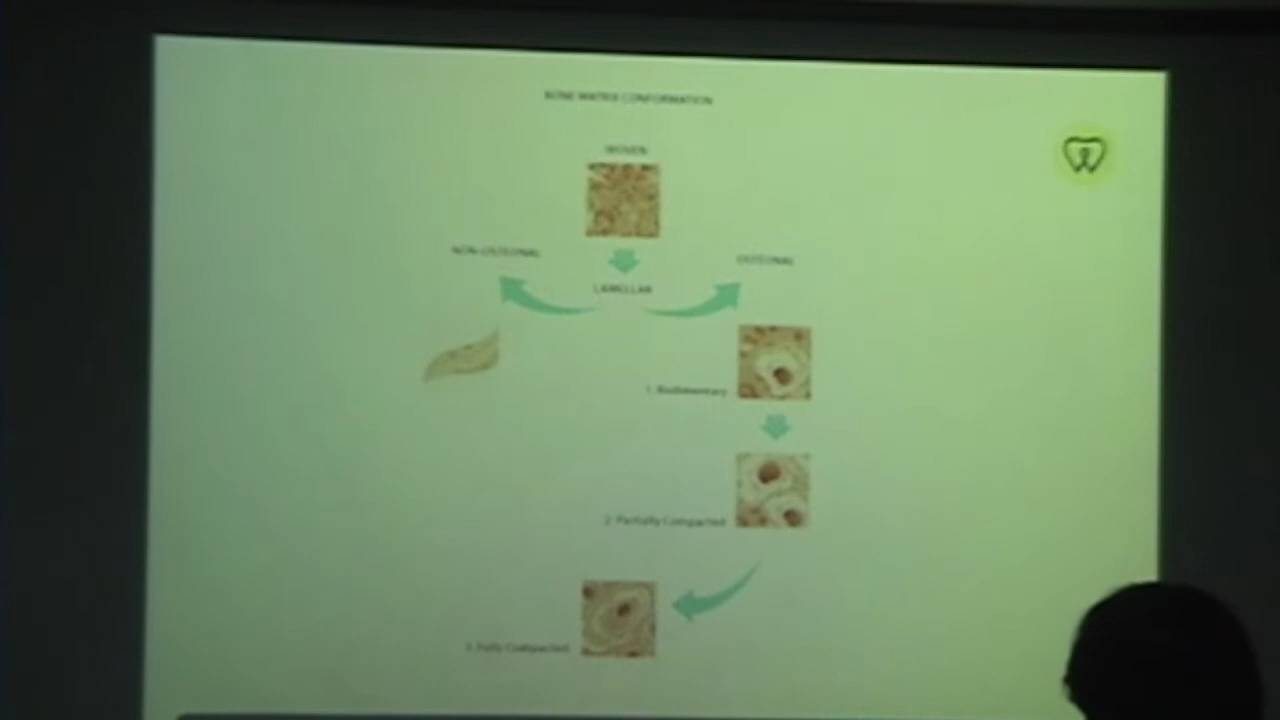 BONE MATRIX CONFORMATION
WOVEN
NON-OSTEONAL
OSTEONAL
LAMELLAR
1. Rudimentary
2. Partially Compacted
3. Fully Compacted